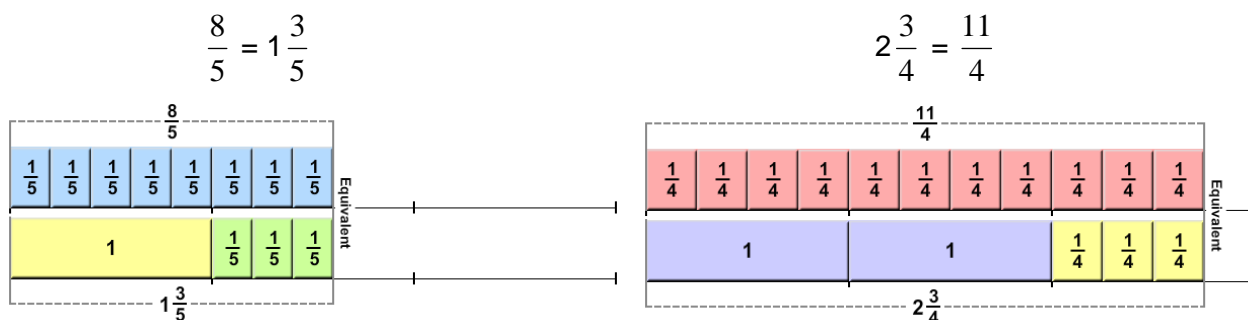 8/5 = 1 3/5
8/5
1/5 1/5 1/5 1/5 1/5 1/5 1/5 1/5
1 1/5 1/5 1/5
Equivalent
1 3/5
2 3/4 = 11/4
11/4
1/4 1/4 1/4 1/4 1/4 1/4 1/4 1/4 1/4 1/4 1/4
1 1 1/4 1/4 1/4
Equivalent
2 3/4